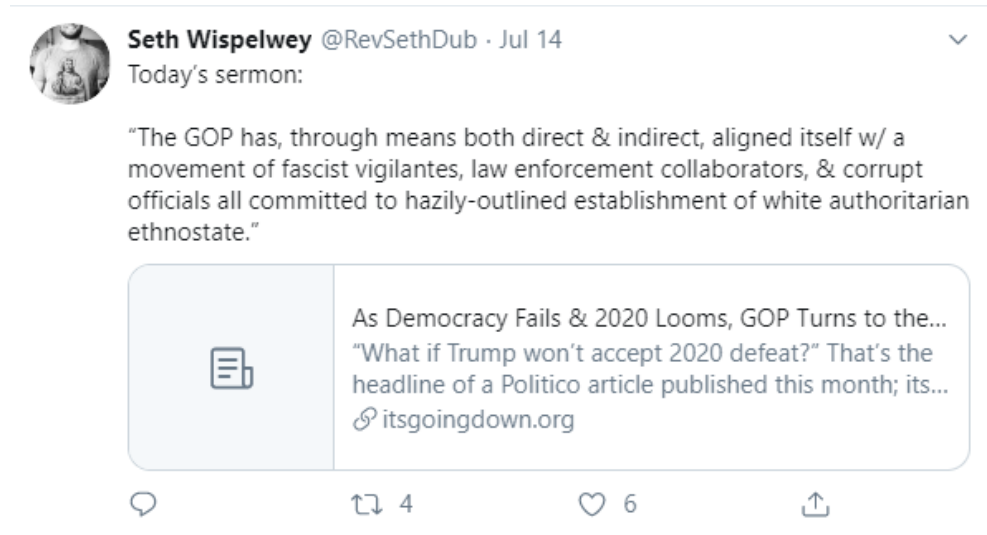 Seth Wispelwey @RevSethDub · Jul 14
Today's sermon:
“The GOP has, through means both direct & indirect, aligned itself w/ a
movement of fascist vigilantes, law enforcement collaborators, & corrupt
officials all committed to hazily-outlined establishment of white authoritarian
ethnostate.”
As Democracy Fails & 2020 Looms, GOP Turns to the...
“What if Trump won’t accept 2020 defeat?” That’s the
headline of a Politico article published this month; its...
itsgoingdown.org
4 6